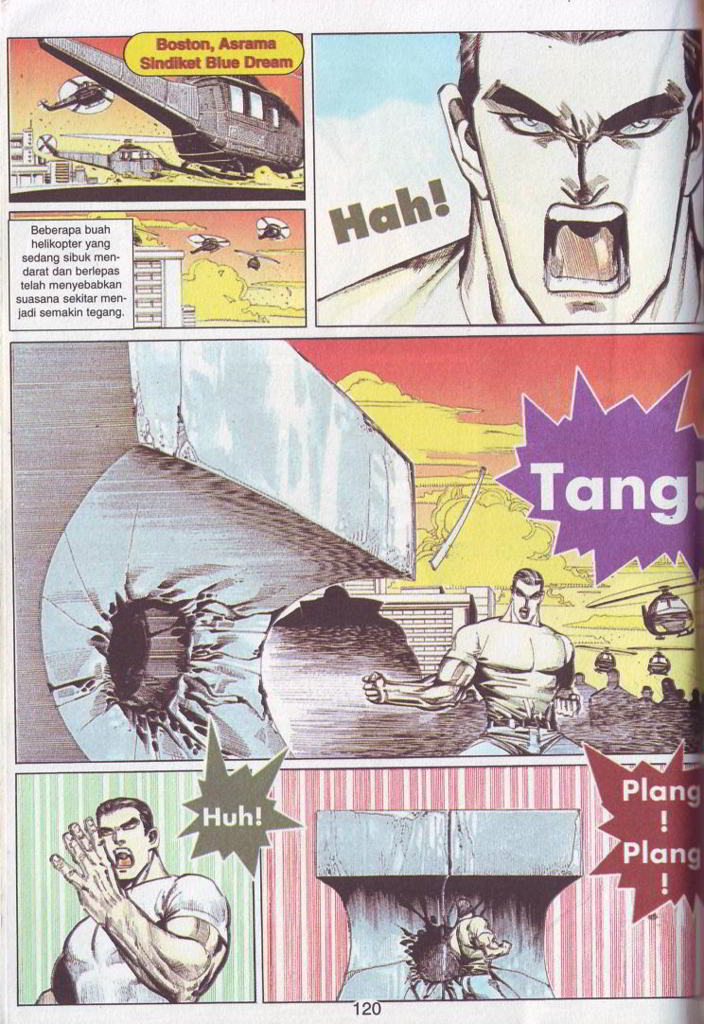 Boston, Asrama
Sindiket Blue Dream
Hah!
Beberapa buah
helikopter yang
sedang sibuk men-
darat dan berlepas
telah menyebabkan
suasana sekitar men-
jadi semakin tegang.
Tang!
Huh!
Plang
!
Plang
!
120